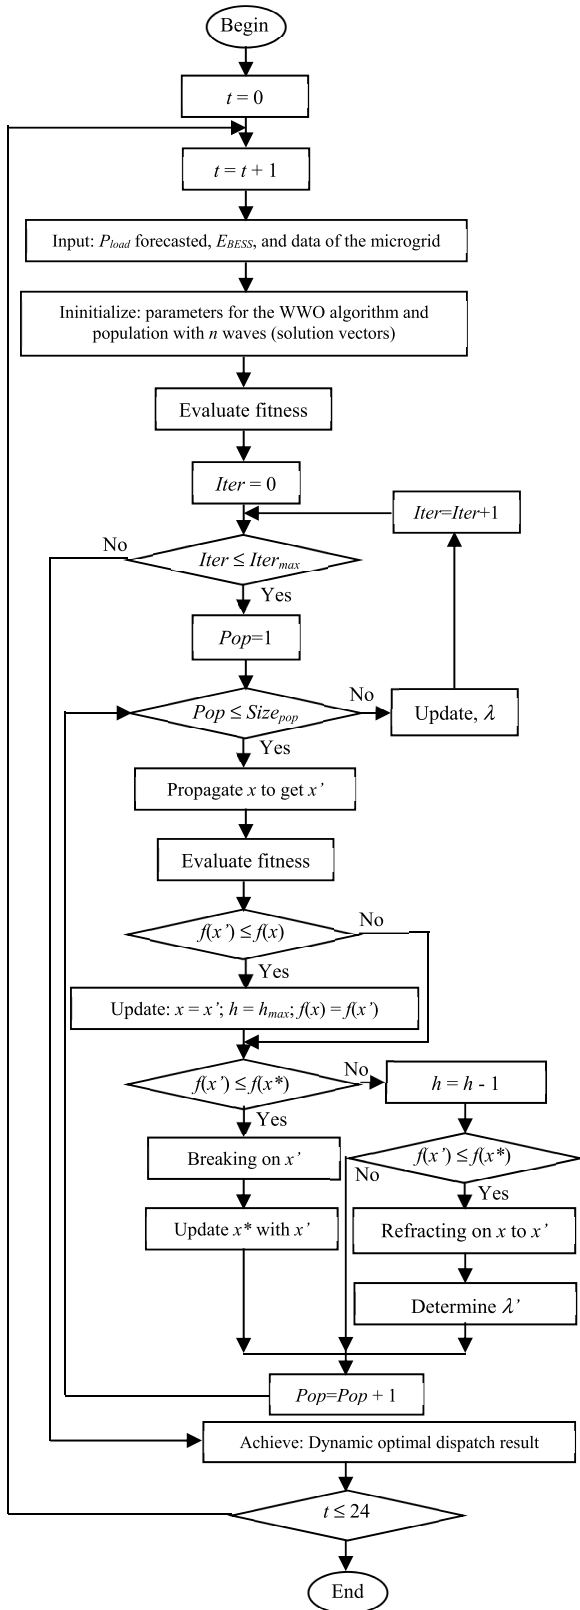 Begin
t = 0
t = t + 1
Input: Pload forecasted, EBESS, and data of the microgrid
Ininitialize: parameters for the WWO algorithm and
population with n waves (solution vectors)
Evaluate fitness
Iter = 0
Iter=Iter+1
No
Iter ≤ Itermax
Yes
Pop=1
No
Pop ≤ Sizepop
Update, λ
Yes
Propagate x to get x’
Evaluate fitness
No
f(x’) ≤ f(x)
Yes
Update: x = x’; h = hmax; f(x) = f(x’)
No
f(x’) ≤ f(x*)
h = h - 1
Yes
Breaking on x’
f(x’) ≤ f(x*)
No
Yes
Update x* with x’
Refracting on x to x’
Determine λ’
Pop=Pop + 1
Achieve: Dynamic optimal dispatch result
t ≤ 24
End